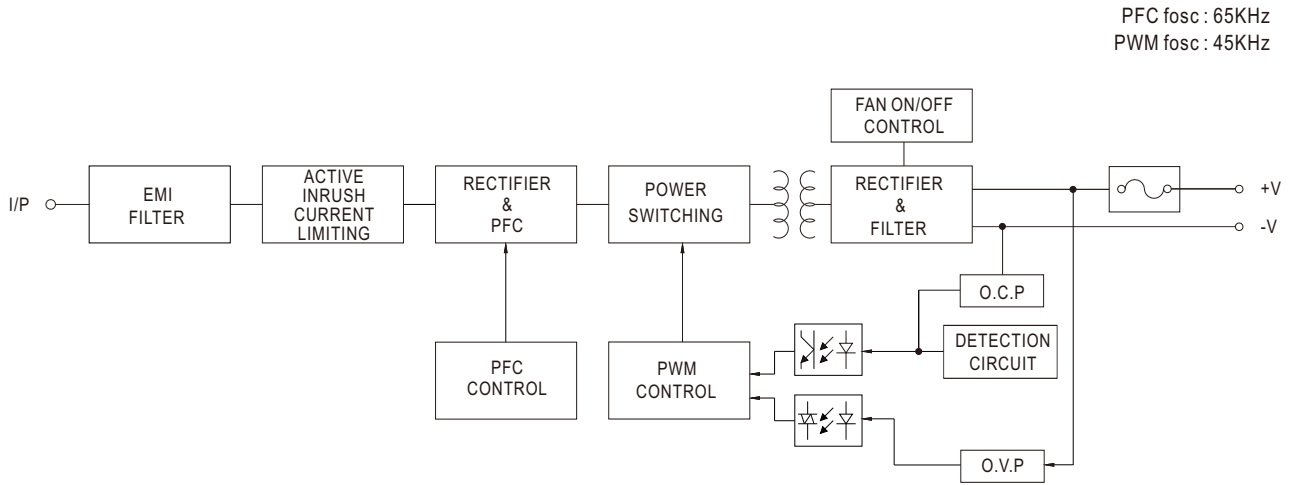 PFC fosc : 65KHz
PWM fosc : 45KHz
FAN ON/OFF
CONTROL
I/P
EMI
FILTER
ACTIVE
INRUSH
CURRENT
LIMITING
RECTIFIER
&
PFC
POWER
SWITCHING
RECTIFIER
&
FILTER
+V
-V
O.C.P
DETECTION
CIRCUIT
PFC
CONTROL
PWM
CONTROL
O.V.P